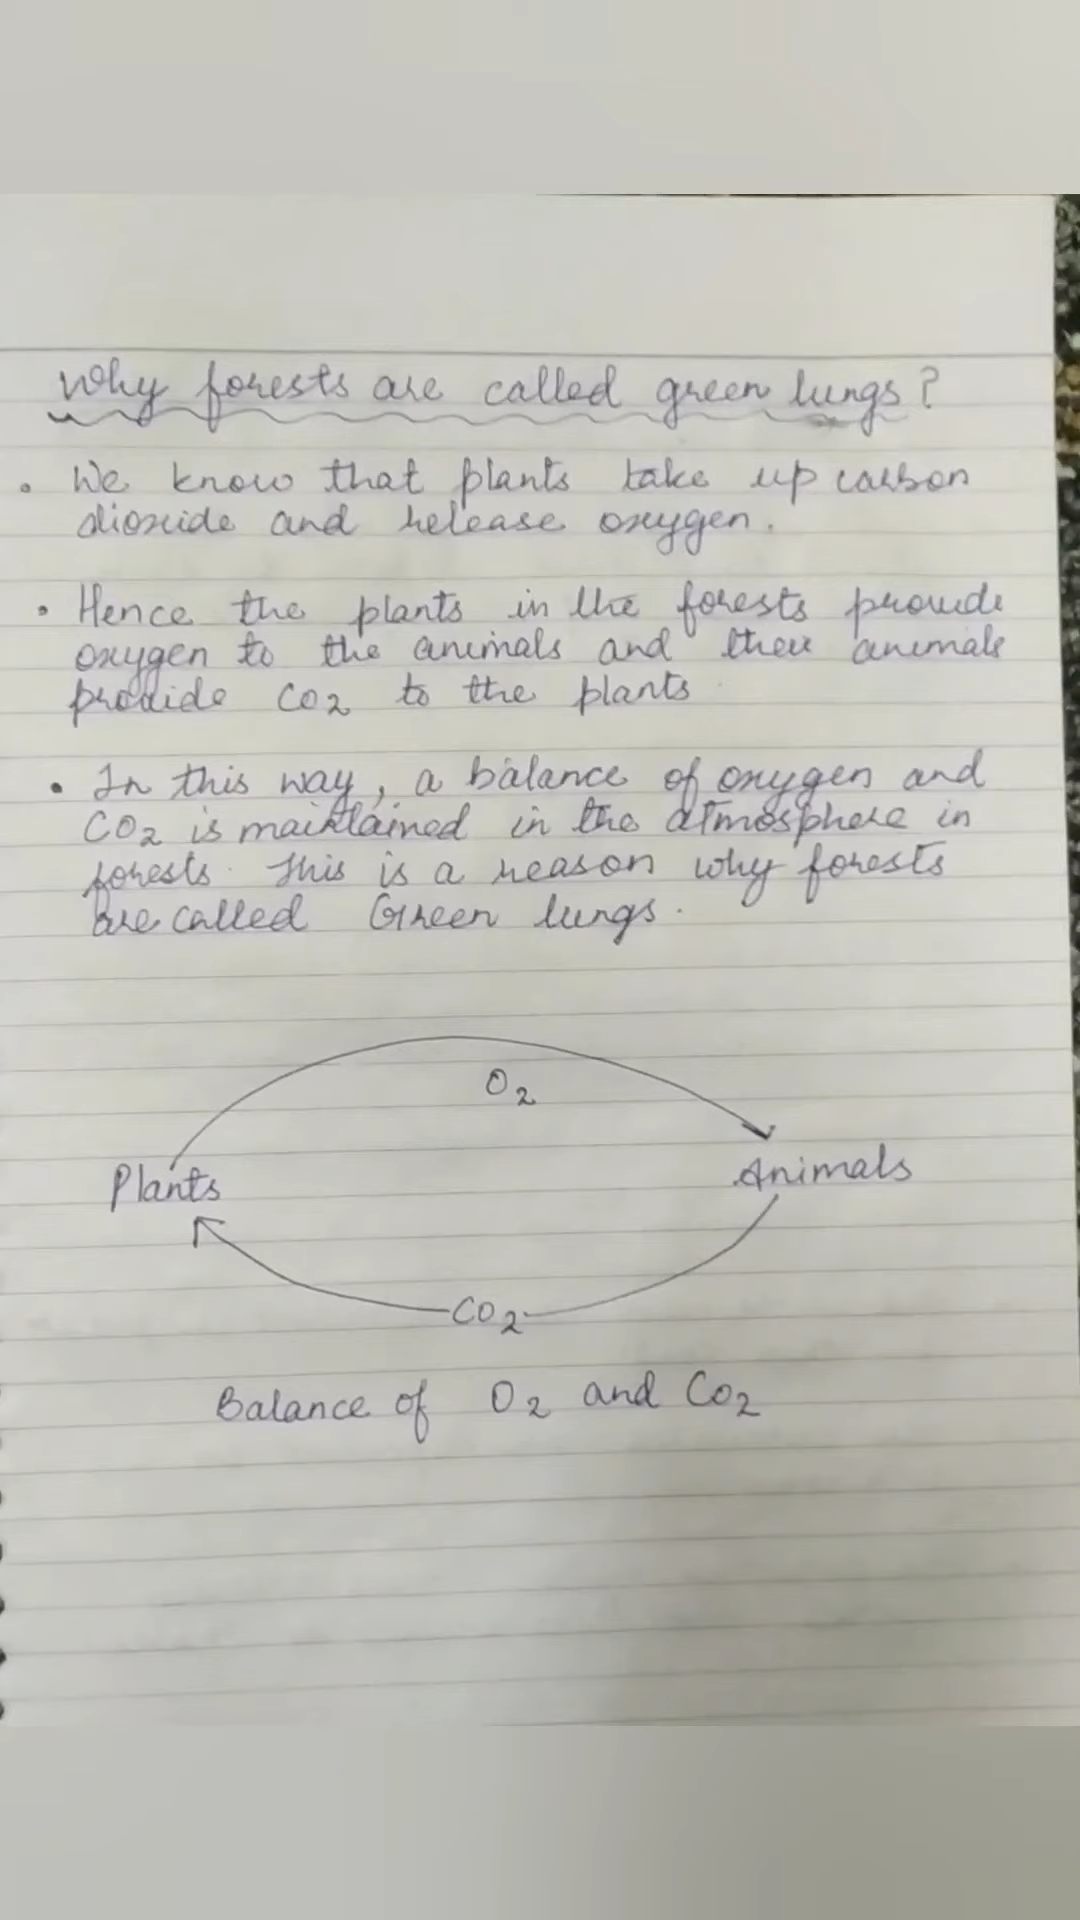 Why forests are called green lungs?
• We know that plants take up carbon
dioxide and release oxygen.
• Hence the plants in the forests provide
oxygen to the animals and these animals
provide CO2 to the plants
• In this way, a balance of oxygen and
CO2 is maintained in the atmosphere in
forests. This is a reason why forests
are called Green lungs.
O2
Plants Animals
CO2
Balance of O2 and CO2